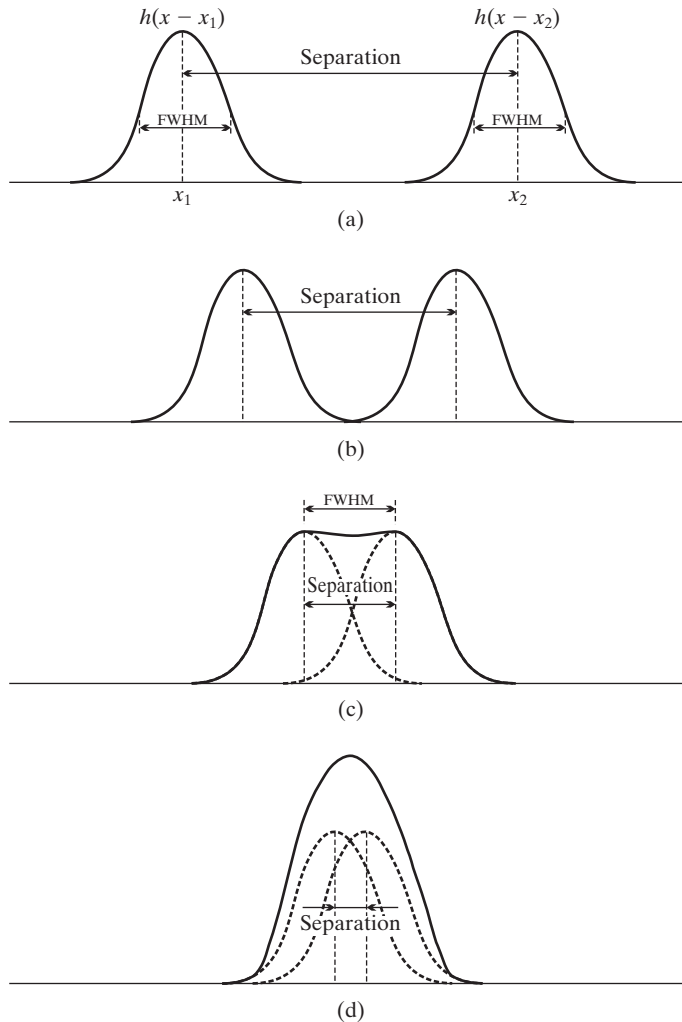 h(x − x₁) h(x − x₂)
Separation
FWHM FWHM
x₁ x₂
(a)
Separation
(b)
FWHM
Separation
(c)
Separation
(d)